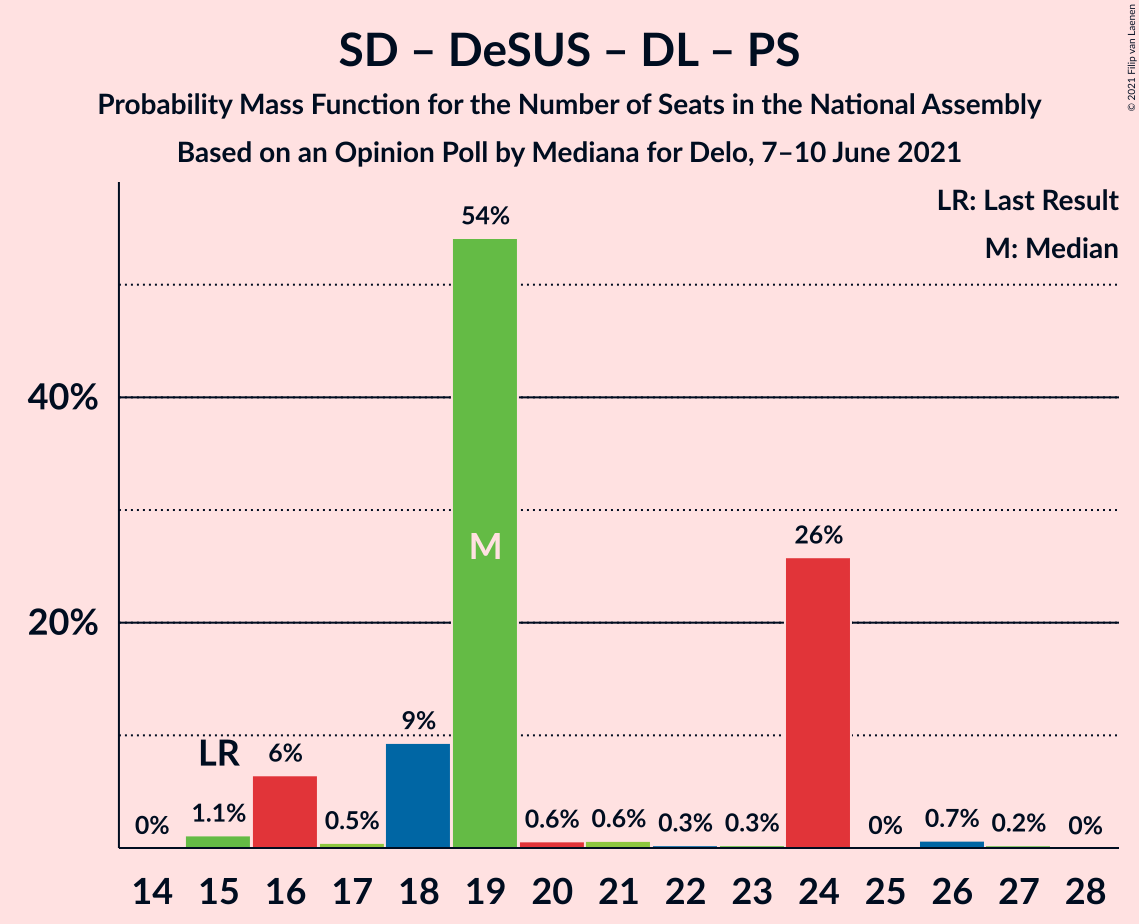 SD – DeSUS – DL – PS
Probability Mass Function for the Number of Seats in the National Assembly
Based on an Opinion Poll by Mediana for Delo, 7–10 June 2021
© 2021 Filip van Laenen
LR: Last Result
M: Median
54%
40%
M
26%
20%
9%
LR
6%
0%
1.1%
0.5%
0.6%
0.6%
0.3%
0.3%
0%
0.7%
0.2%
0%
14 15 16 17 18 19 20 21 22 23 24 25 26 27 28